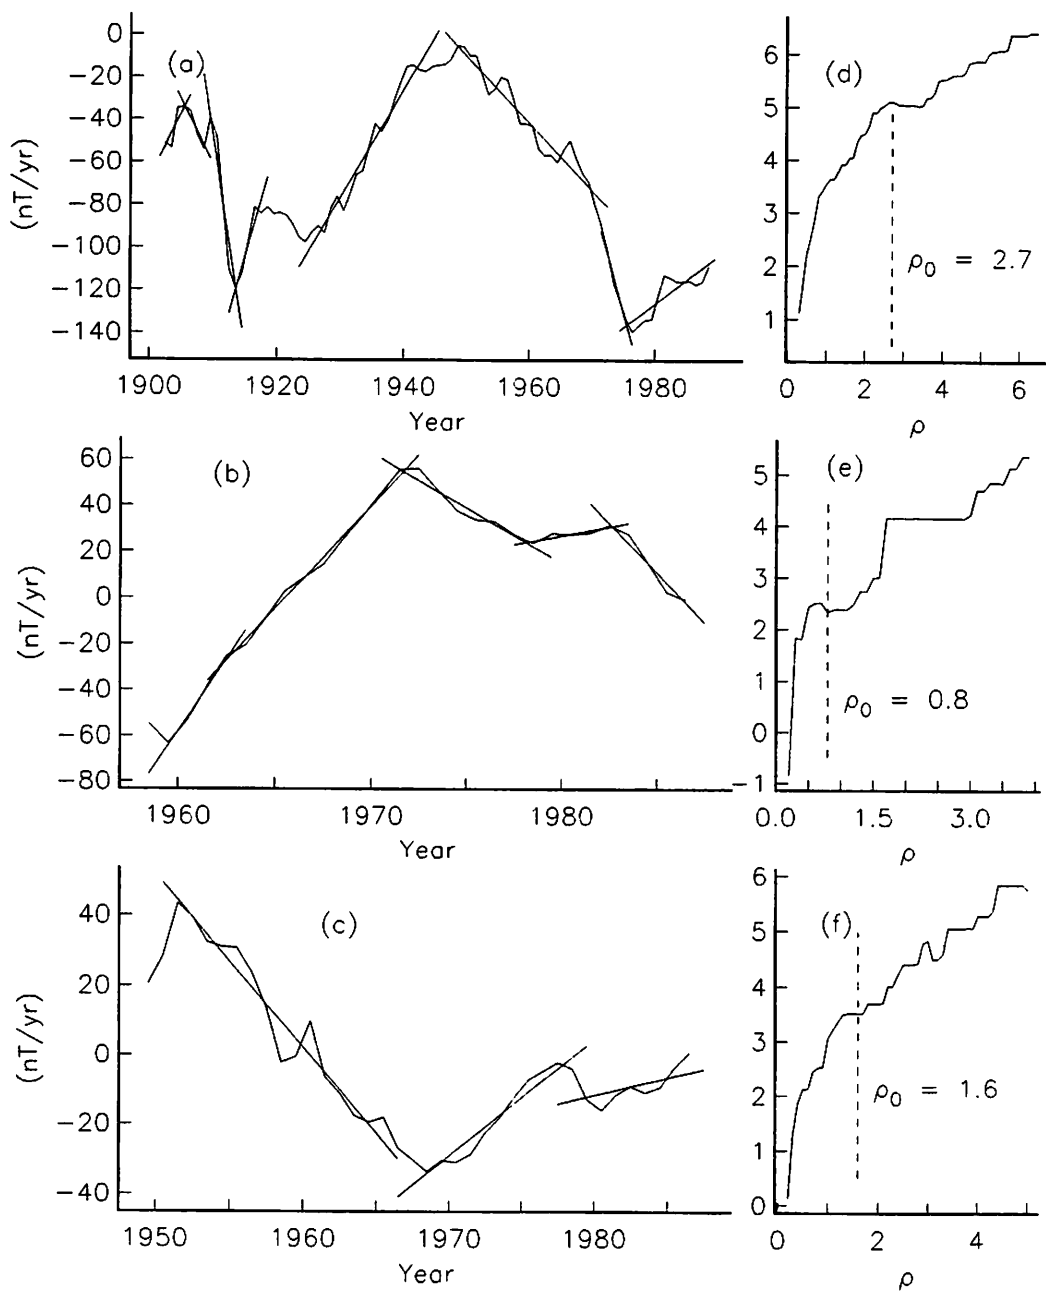 (a)
(nT/yr)
0
−20
−40
−60
−80
−100
−120
−140
1900 1920 1940 1960 1980
Year
(d)
6
5
4
3
2
1
ρ0 = 2.7
0 2 4 6
ρ
(b)
(nT/yr)
60
40
20
0
−20
−40
−60
−80
1960 1970 1980
Year
(e)
5
4
3
2
1
0
−1
ρ0 = 0.8
0.0 1.5 3.0
ρ
(c)
(nT/yr)
40
20
0
−20
−40
1950 1960 1970 1980
Year
(f)
6
5
4
3
2
1
0
ρ0 = 1.6
0 2 4
ρ